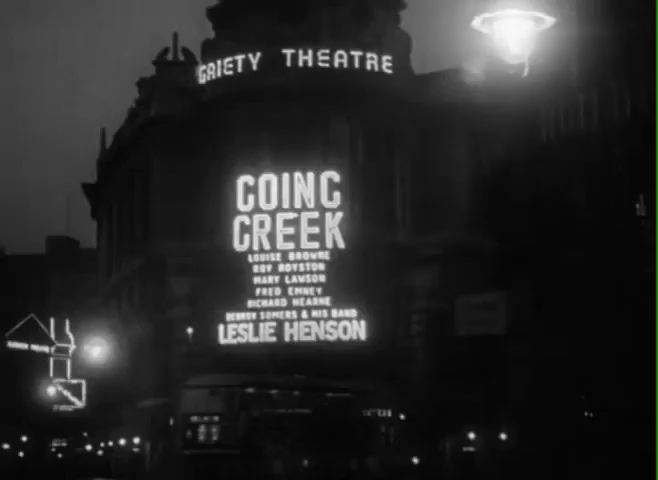 GAIETY THEATRE
GOING
GREEK
LOUISE BROWNE
ROY ROYSTON
MARY LAWSON
FRED EMNEY
RICHARD HEARNE
DEBROY SOMERS & HIS BAND
LESLIE HENSON